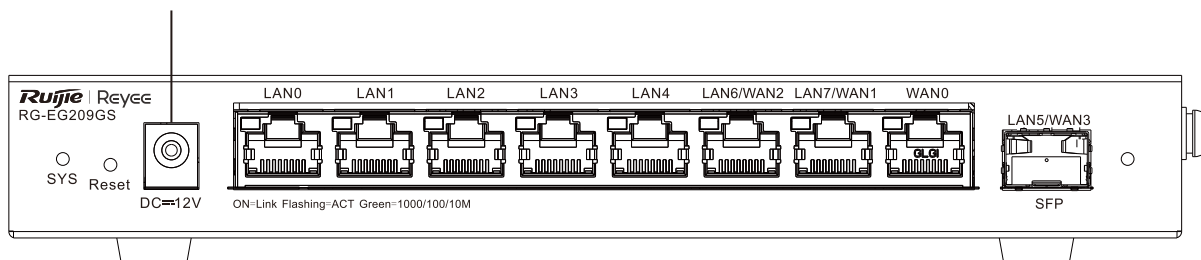 Ruijie | Reyee
RG-EG209GS
SYS
Reset
DC⎓12V
LAN0 LAN1 LAN2 LAN3 LAN4 LAN6/WAN2 LAN7/WAN1 WAN0
GLGI
ON=Link Flashing=ACT Green=1000/100/10M
LAN5/WAN3
SFP